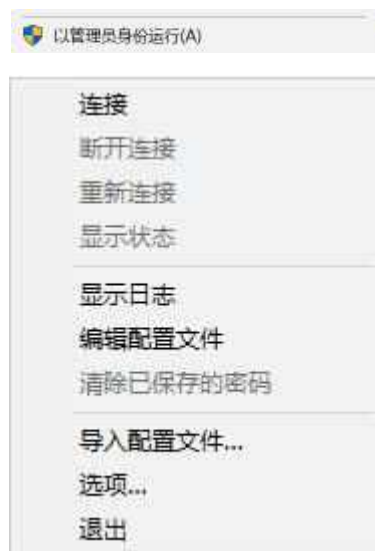 以管理员身份运行(A)
连接
断开连接
重新连接
显示状态
显示日志
编辑配置文件
清除已保存的密码
导入配置文件...
选项...
退出